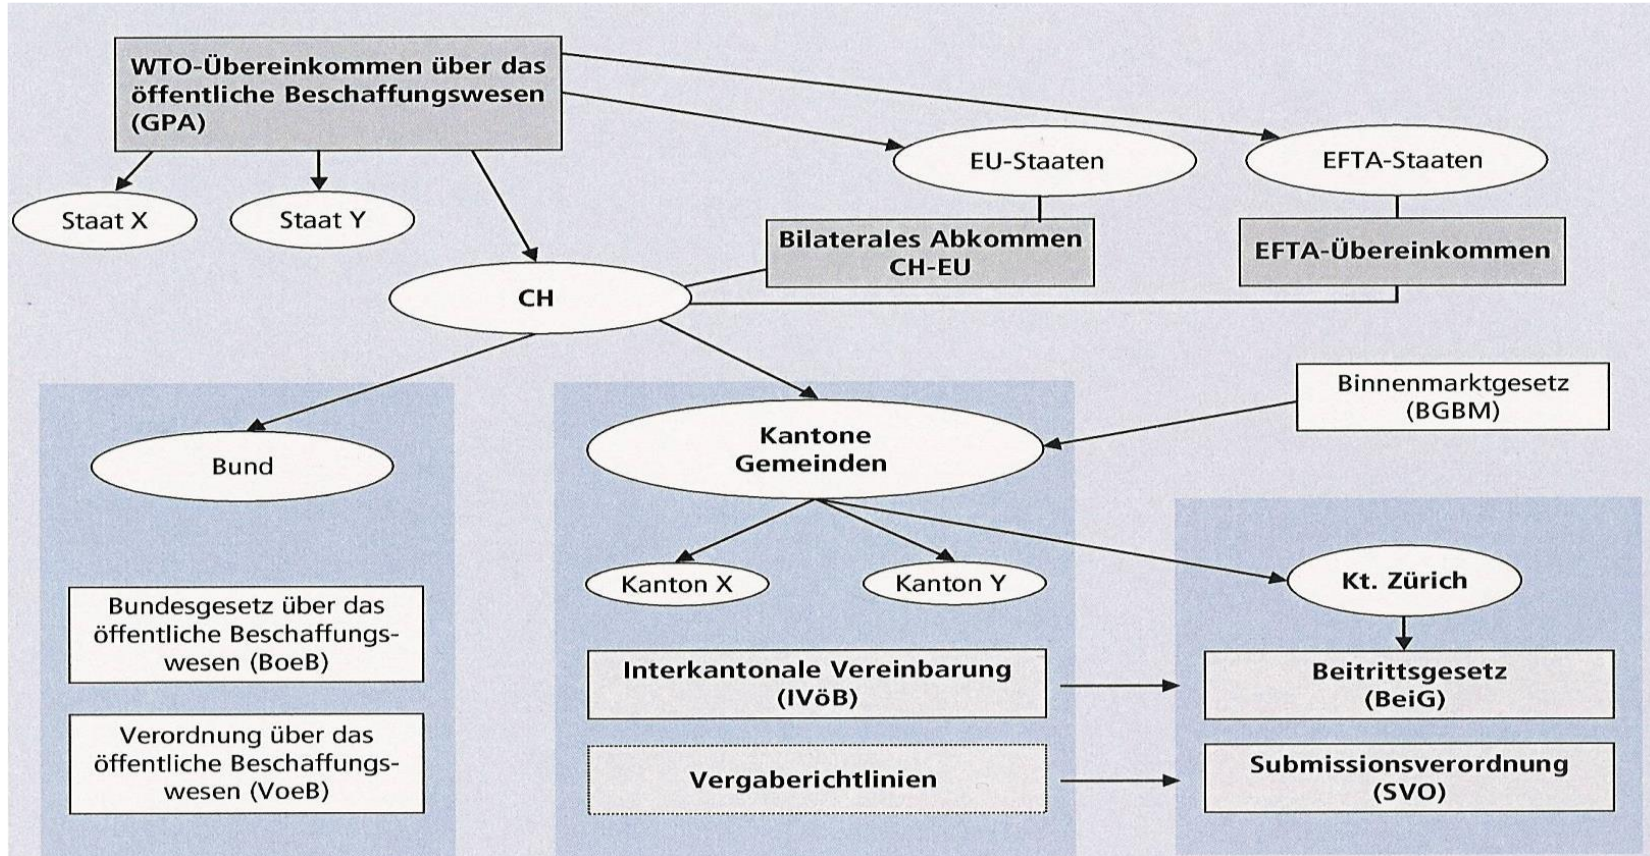 WTO-Übereinkommen über das
öffentliche Beschaffungswesen
(GPA)
EU-Staaten
EFTA-Staaten
Staat X
Staat Y
Bilaterales Abkommen
CH-EU
EFTA-Übereinkommen
CH
Binnenmarktgesetz
(BGBM)
Bund
Kantone
Gemeinden
Kanton X
Kanton Y
Kt. Zürich
Bundesgesetz über das
öffentliche Beschaffungs-
wesen (BoeB)
Interkantonale Vereinbarung
(IVöB)
Beitrittsgesetz
(BeiG)
Verordnung über das
öffentliche Beschaffungs-
wesen (VoeB)
Vergaberichtlinien
Submissionsverordnung
(SVO)